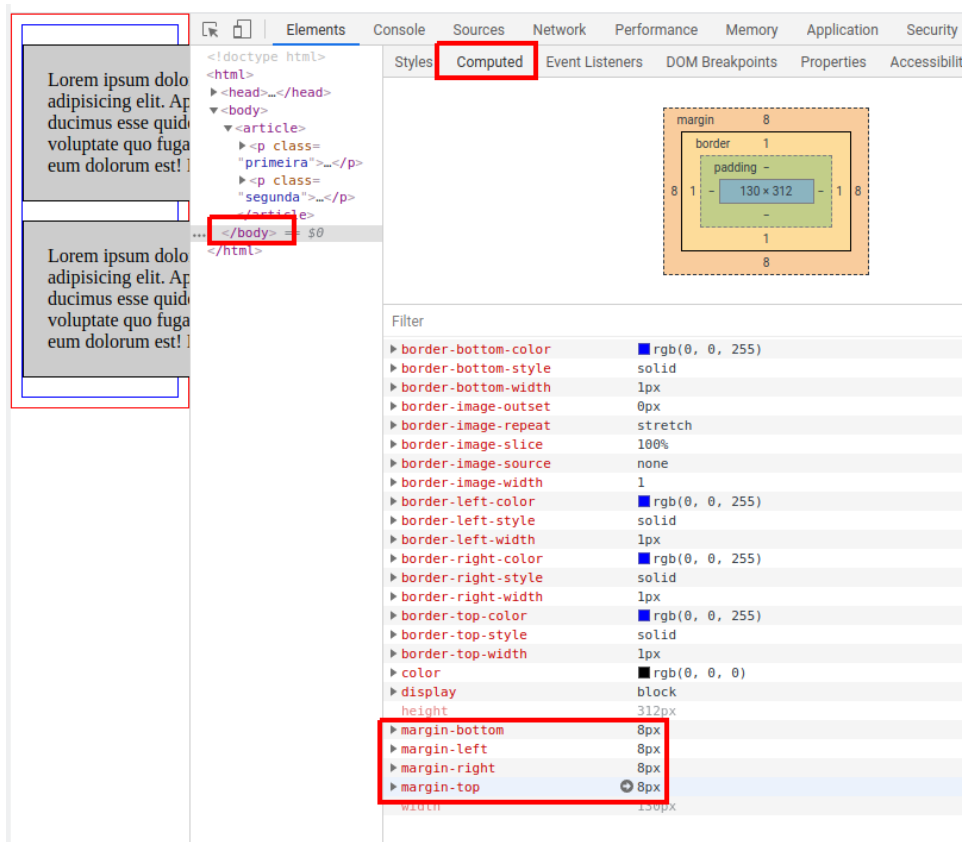 Elements Console Sources Network Performance Memory Application Security
Styles Computed Event Listeners DOM Breakpoints Properties Accessibilit
Lorem ipsum dolo
adipisicing elit. Ap
ducimus esse quid
voluptate quo fuga
eum dolorum est!
Lorem ipsum dolo
adipisicing elit. Ap
ducimus esse quid
voluptate quo fuga
eum dolorum est!
<!doctype html>
<html>
<head>…</head>
<body>
<article>
<p class=
"primeira">…</p>
<p class=
"segunda">…</p>
</article>
… </body> == $0
</html>
margin 8
border 1
padding -
8 1 - 130 × 312 - 1 8
-
1
8
Filter
border-bottom-color rgb(0, 0, 255)
border-bottom-style solid
border-bottom-width 1px
border-image-outset 0px
border-image-repeat stretch
border-image-slice 100%
border-image-source none
border-image-width 1
border-left-color rgb(0, 0, 255)
border-left-style solid
border-left-width 1px
border-right-color rgb(0, 0, 255)
border-right-style solid
border-right-width 1px
border-top-color rgb(0, 0, 255)
border-top-style solid
border-top-width 1px
color rgb(0, 0, 0)
display block
height 312px
margin-bottom 8px
margin-left 8px
margin-right 8px
margin-top 8px
width 130px